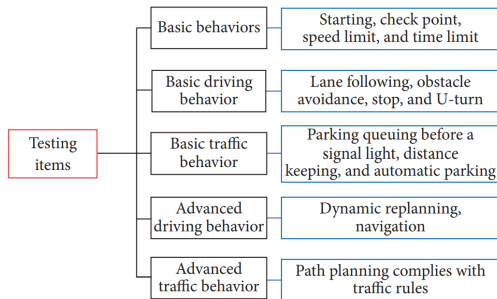 Testing
items
Basic behaviors
Starting, check point,
speed limit, and time limit
Basic driving
behavior
Lane following, obstacle
avoidance, stop, and U-turn
Basic traffic
behavior
Parking queuing before a
signal light, distance
keeping, and automatic parking
Advanced
driving behavior
Dynamic replanning,
navigation
Advanced
traffic behavior
Path planning complies with
traffic rules